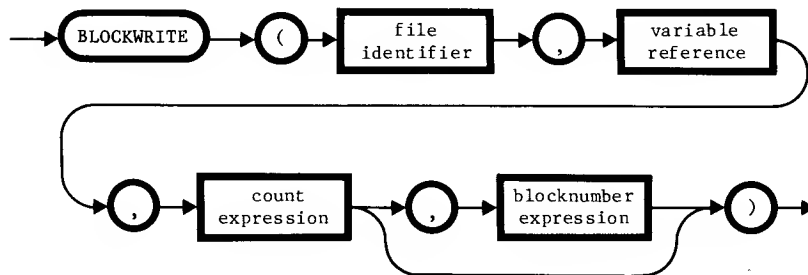 BLOCKWRITE ( file identifier , variable reference
, count expression , blocknumber expression )